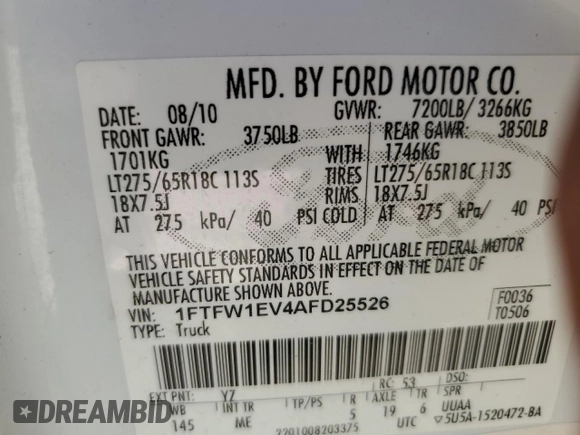 MFD. BY FORD MOTOR CO.
DATE: 08/10 GVWR: 7200LB/ 3266KG
FRONT GAWR: 3750LB REAR GAWR: 3850LB
1701KG WITH 1746KG
LT275/65R18C 113S TIRES LT275/65R18C 113S
18X7.5J RIMS 18X7.5J
AT 275 kPa/ 40 PSI COLD AT 275 kPa/ 40 PSI
THIS VEHICLE CONFORMS TO ALL APPLICABLE FEDERAL MOTOR
VEHICLE SAFETY STANDARDS IN EFFECT ON THE DATE OF
MANUFACTURE SHOWN ABOVE.
VIN: 1FTFW1EV4AFD25526 F0036
TYPE: Truck T0506
EXT PNT: YZ RC: 53 DSO:
WB INT TR TP/PS R AXLE TR SPR
145 ME 5 19 6 UUAA
2201008203375 UTC 5U5A-1520472-BA
DREAMBID